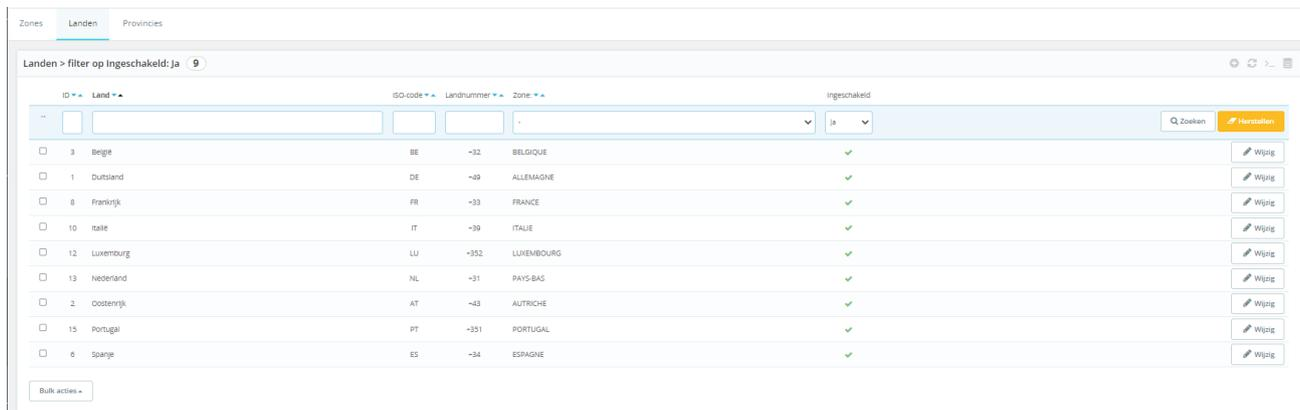 Zones Landen Provincies
Landen > filter op Ingeschakeld: Ja 9
ID Land ISO-code Landnummer Zone: Ingeschakeld
-- - Ja Zoeken Herstellen
3 België BE +32 BELGIQUE Wijzig
1 Duitsland DE +49 ALLEMAGNE Wijzig
8 Frankrijk FR +33 FRANCE Wijzig
10 Italië IT +39 ITALIE Wijzig
12 Luxemburg LU +352 LUXEMBOURG Wijzig
13 Nederland NL +31 PAYS-BAS Wijzig
2 Oostenrijk AT +43 AUTRICHE Wijzig
15 Portugal PT +351 PORTUGAL Wijzig
6 Spanje ES +34 ESPAGNE Wijzig
Bulk acties